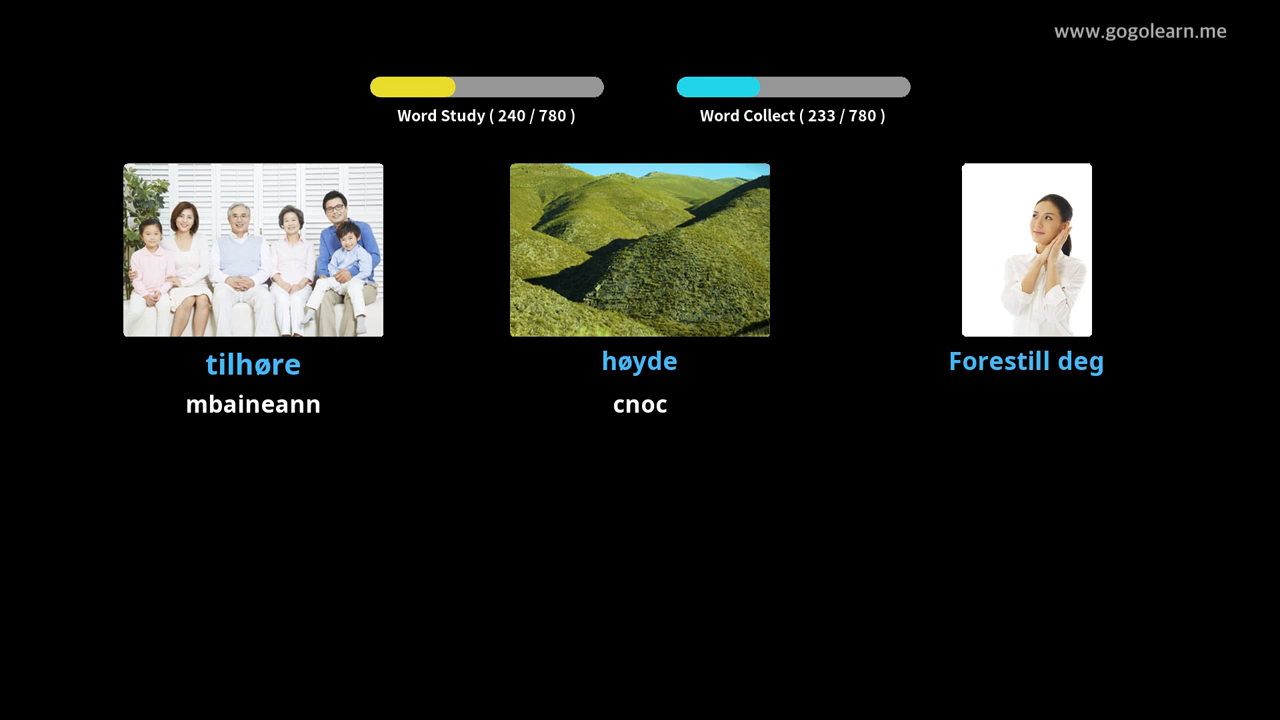 www.gogolearn.me
Word Study ( 240 / 780 )
Word Collect ( 233 / 780 )
tilhøre
høyde
Forestill deg
mbaineann
cnoc